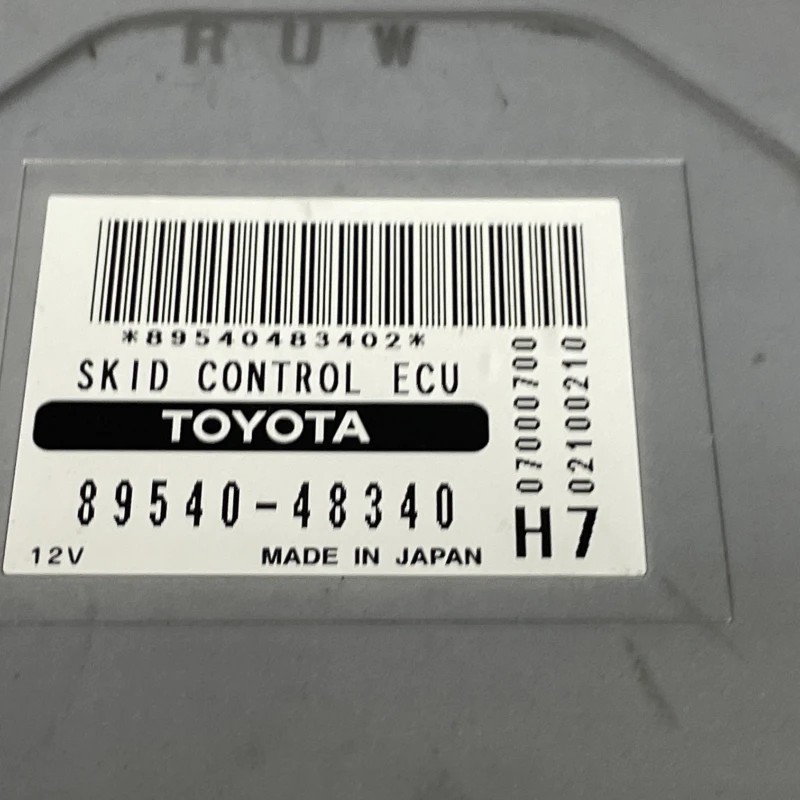 RUW
*89540483402*
SKID CONTROL ECU
TOYOTA
89540-48340
12V
MADE IN JAPAN
07000700
02100210
H7